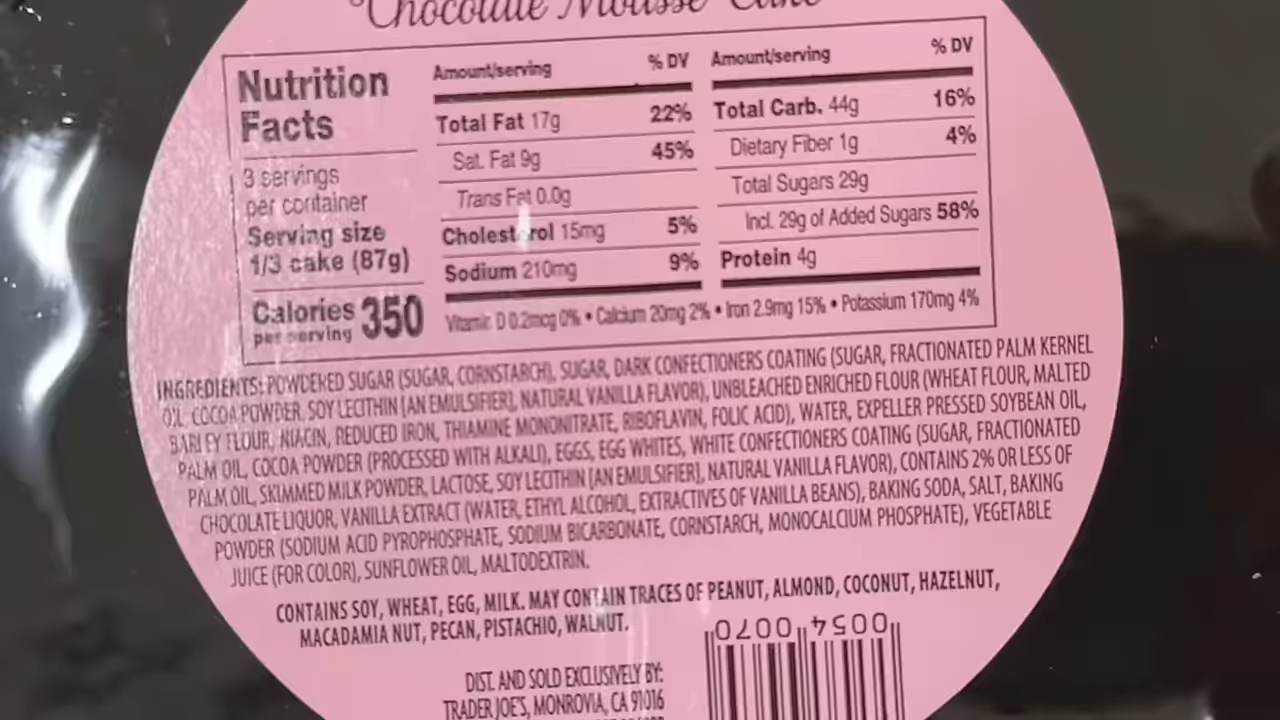 Chocolate Mousse Cake
Nutrition
Facts
3 servings
per container
Serving size
1/3 cake (87g)
Calories 350
per serving
Amount/serving % DV
Total Fat 17g 22%
Sat. Fat 9g 45%
Trans Fat 0.0g
Cholesterol 15mg 5%
Sodium 210mg 9%
Amount/serving % DV
Total Carb. 44g 16%
Dietary Fiber 1g 4%
Total Sugars 29g
Incl. 29g of Added Sugars 58%
Protein 4g
Vitamin D 0.2mcg 0% • Calcium 20mg 2% • Iron 2.9mg 15% • Potassium 170mg 4%
INGREDIENTS: POWDERED SUGAR (SUGAR, CORNSTARCH), SUGAR, DARK CONFECTIONERS COATING (SUGAR, FRACTIONATED PALM KERNEL
OIL, COCOA POWDER, SOY LECITHIN [AN EMULSIFIER], NATURAL VANILLA FLAVOR), UNBLEACHED ENRICHED FLOUR (WHEAT FLOUR, MALTED
BARLEY FLOUR, NIACIN, REDUCED IRON, THIAMINE MONONITRATE, RIBOFLAVIN, FOLIC ACID), WATER, EXPELLER PRESSED SOYBEAN OIL,
PALM OIL, COCOA POWDER (PROCESSED WITH ALKALI), EGGS, EGG WHITES, WHITE CONFECTIONERS COATING (SUGAR, FRACTIONATED
PALM OIL, SKIMMED MILK POWDER, LACTOSE, SOY LECITHIN [AN EMULSIFIER], NATURAL VANILLA FLAVOR), CONTAINS 2% OR LESS OF
CHOCOLATE LIQUOR, VANILLA EXTRACT (WATER, ETHYL ALCOHOL, EXTRACTIVES OF VANILLA BEANS), BAKING SODA, SALT, BAKING
POWDER (SODIUM ACID PYROPHOSPHATE, SODIUM BICARBONATE, CORNSTARCH, MONOCALCIUM PHOSPHATE), VEGETABLE
JUICE (FOR COLOR), SUNFLOWER OIL, MALTODEXTRIN.
CONTAINS SOY, WHEAT, EGG, MILK. MAY CONTAIN TRACES OF PEANUT, ALMOND, COCONUT, HAZELNUT,
MACADAMIA NUT, PECAN, PISTACHIO, WALNUT.
0054 0070
DIST. AND SOLD EXCLUSIVELY BY:
TRADER JOE'S, MONROVIA, CA 91016